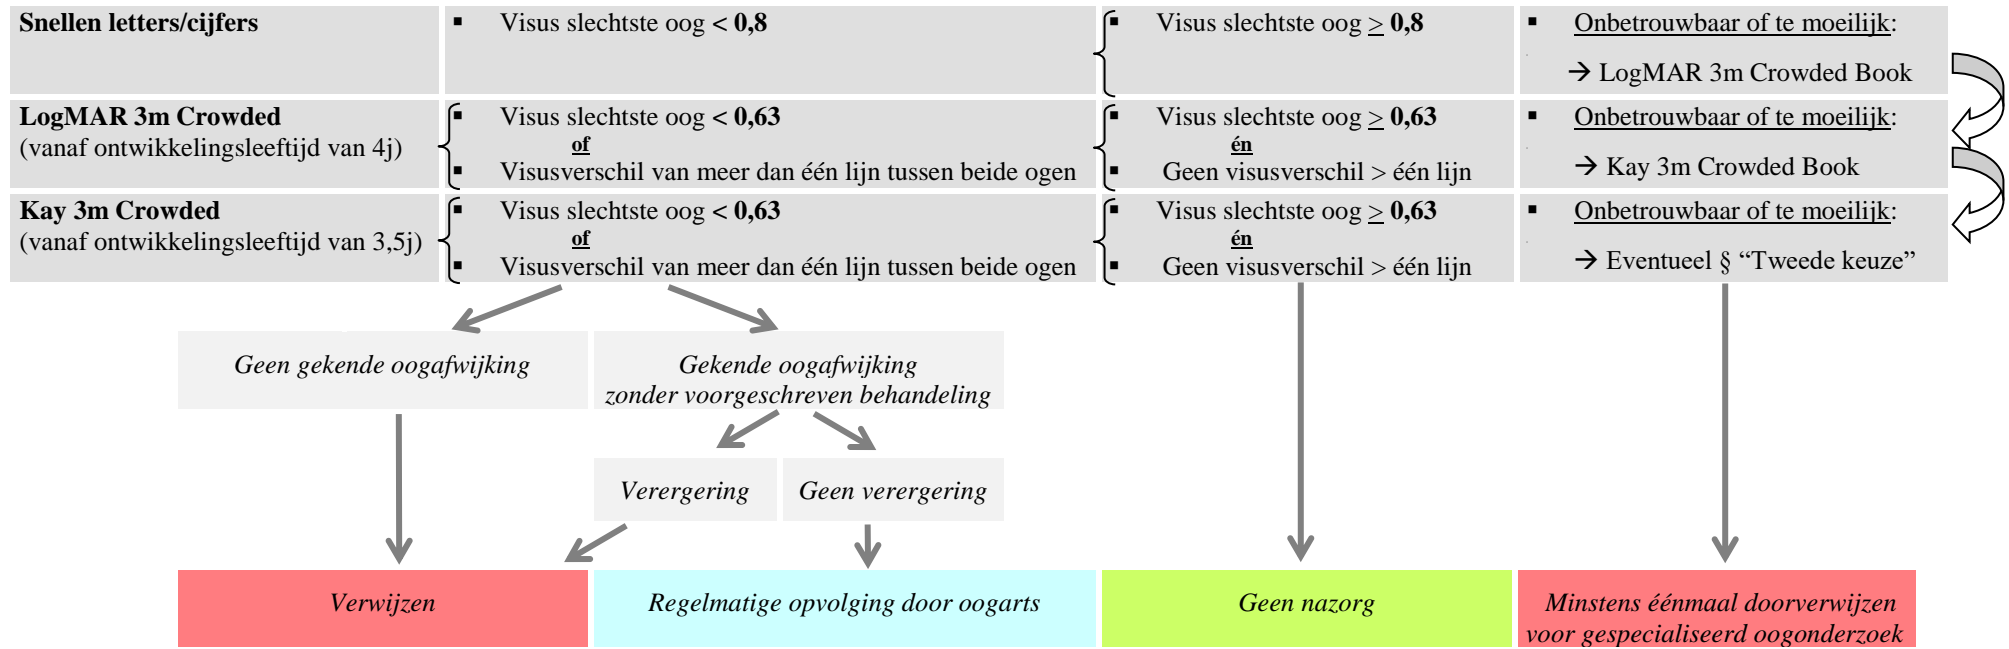 Snellen letters/cijfers
▪ Visus slechtste oog < 0,8
▪ Visus slechtste oog ≥ 0,8
▪ Onbetrouwbaar of te moeilijk:
→ LogMAR 3m Crowded Book
LogMAR 3m Crowded
(vanaf ontwikkelingsleeftijd van 4j)
▪ Visus slechtste oog < 0,63
of
▪ Visusverschil van meer dan één lijn tussen beide ogen
▪ Visus slechtste oog ≥ 0,63
én
▪ Geen visusverschil > één lijn
▪ Onbetrouwbaar of te moeilijk:
→ Kay 3m Crowded Book
Kay 3m Crowded
(vanaf ontwikkelingsleeftijd van 3,5j)
▪ Visus slechtste oog < 0,63
of
▪ Visusverschil van meer dan één lijn tussen beide ogen
▪ Visus slechtste oog ≥ 0,63
én
▪ Geen visusverschil > één lijn
▪ Onbetrouwbaar of te moeilijk:
→ Eventueel § “Tweede keuze”
Geen gekende oogafwijking
Gekende oogafwijking
zonder voorgeschreven behandeling
Verergering
Geen verergering
Verwijzen
Regelmatige opvolging door oogarts
Geen nazorg
Minstens éénmaal doorverwijzen
voor gespecialiseerd oogonderzoek